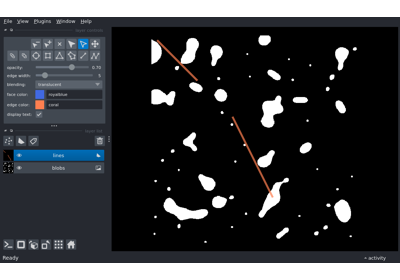 File View Plugins Window Help
opacity: 0.70
edge width: 5
blending: translucent
face color: royalblue
edge color: coral
display text: ✓
lines
blobs
Ready
activity